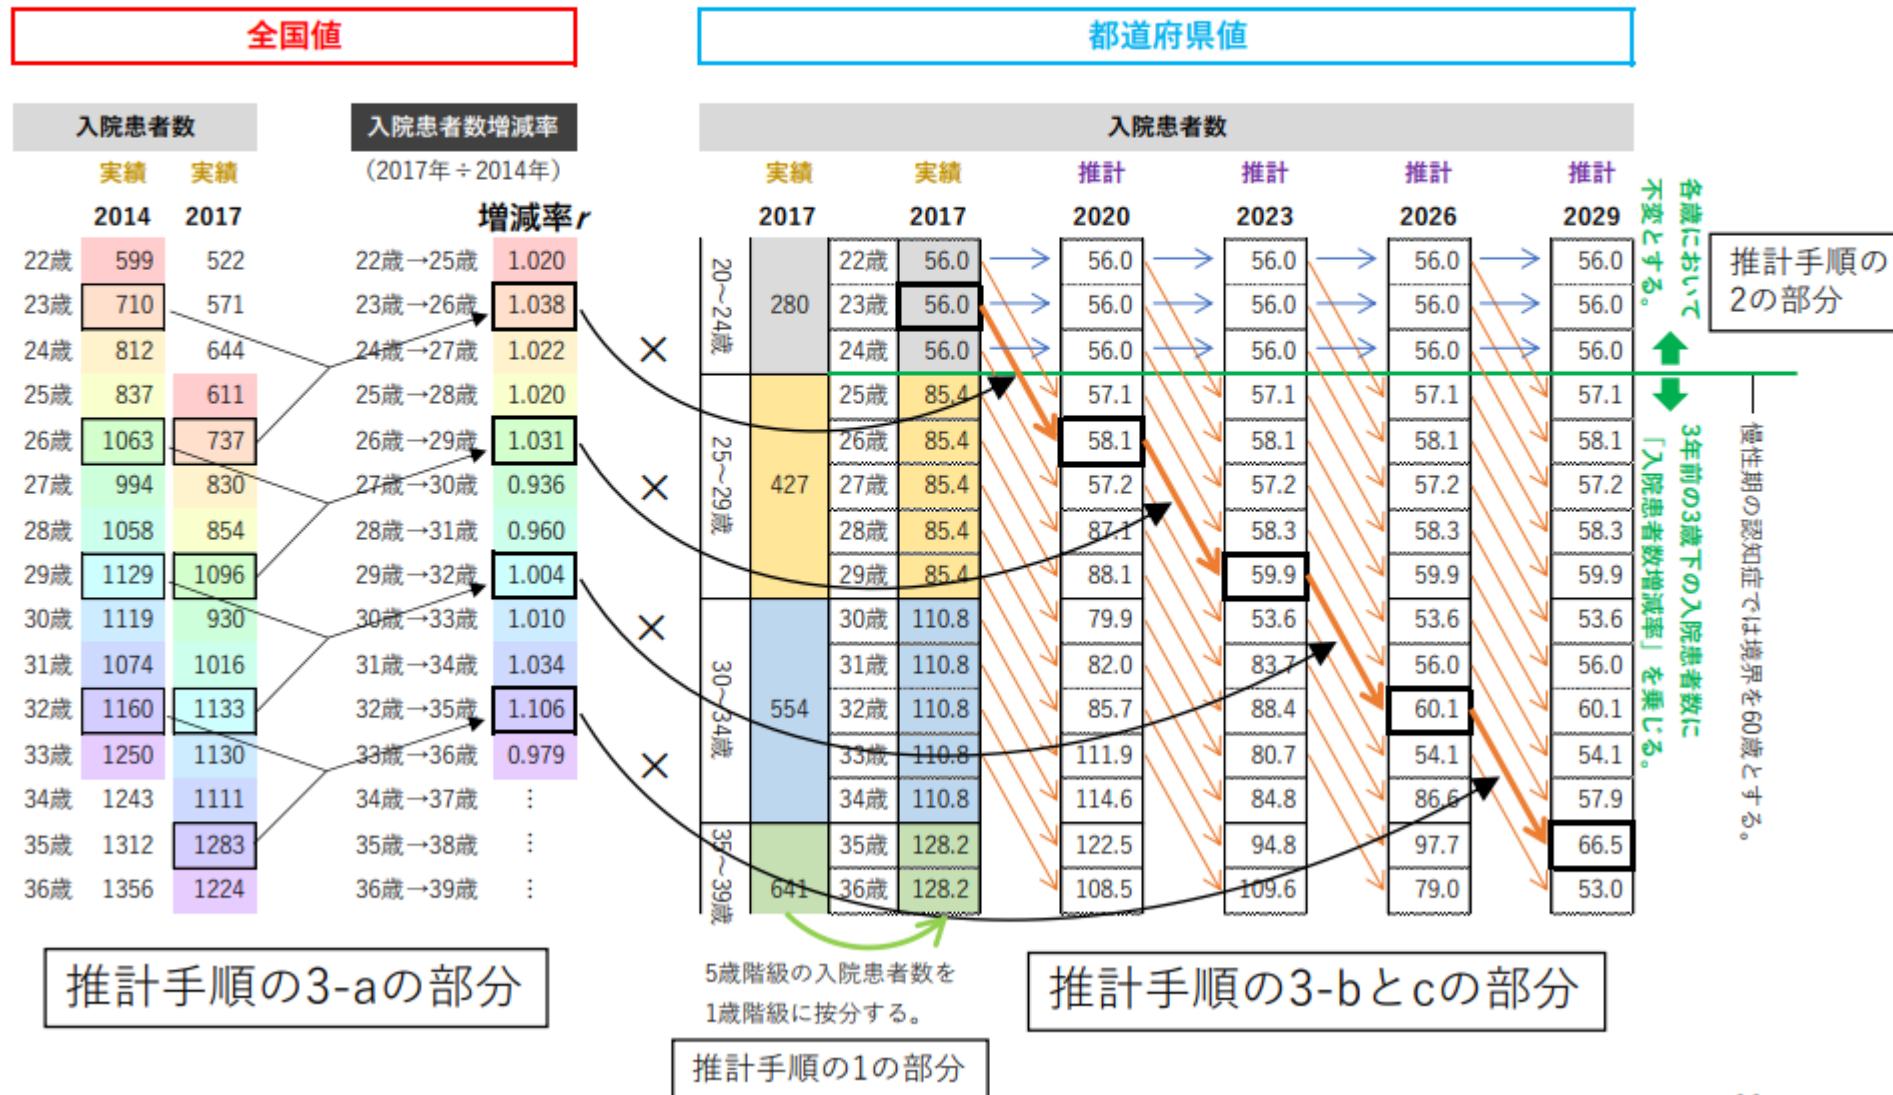 全国値
都道府県値
入院患者数
入院患者数増減率
入院患者数
実績 実績
(2017年÷2014年)
実績 実績 推計 推計 推計 推計
2014 2017
増減率r
2017 2017 2020 2023 2026 2029
22歳 599 522 22歳→25歳 1.020 22歳 56.0 56.0 56.0 56.0 56.0
23歳 710 571 23歳→26歳 1.038 280 23歳 56.0 56.0 56.0 56.0 56.0
24歳 812 644 24歳→27歳 1.022 24歳 56.0 56.0 56.0 56.0 56.0
25歳 837 611 25歳→28歳 1.020 25歳 85.4 57.1 57.1 57.1 57.1
26歳 1063 737 26歳→29歳 1.031 26歳 85.4 58.1 58.1 58.1 58.1
27歳 994 830 27歳→30歳 0.936 427 27歳 85.4 57.2 57.2 57.2 57.2
28歳 1058 854 28歳→31歳 0.960 28歳 85.4 87.1 58.3 58.3 58.3
29歳 1129 1096 29歳→32歳 1.004 29歳 85.4 88.1 59.9 59.9 59.9
30歳 1119 930 30歳→33歳 1.010 30歳 110.8 79.9 53.6 53.6 53.6
31歳 1074 1016 31歳→34歳 1.034 31歳 110.8 82.0 83.7 56.0 56.0
32歳 1160 1133 32歳→35歳 1.106 554 32歳 110.8 85.7 88.4 60.1 60.1
33歳 1250 1130 33歳→36歳 0.979 33歳 110.8 111.9 80.7 54.1 54.1
34歳 1243 1111 34歳→37歳 ⋮ 34歳 110.8 114.6 84.8 86.6 57.9
35歳 1312 1283 35歳→38歳 ⋮ 35歳 128.2 122.5 94.8 97.7 66.5
36歳 1356 1224 36歳→39歳 ⋮ 641 36歳 128.2 108.5 109.6 79.0 53.0
20～24歳
25～29歳
30～34歳
35～39歳
×
×
×
×
各歳において
不変とする。
推計手順の
2の部分
3年前の3歳下の入院患者数に
「入院患者数増減率」を乗じる。
慢性期の認知症では境界を60歳とする。
推計手順の3-aの部分
5歳階級の入院患者数を
1歳階級に按分する。
推計手順の1の部分
推計手順の3-bとcの部分